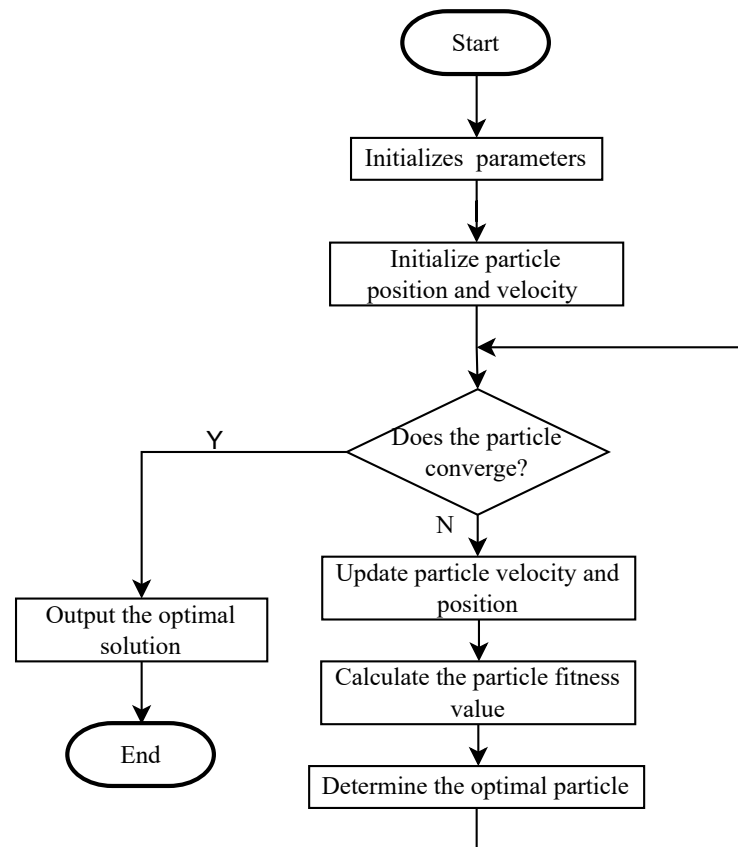 Start
Initializes parameters
Initialize particle
position and velocity
Does the particle
converge?
Y
N
Update particle velocity and
position
Output the optimal
solution
Calculate the particle fitness
value
End
Determine the optimal particle